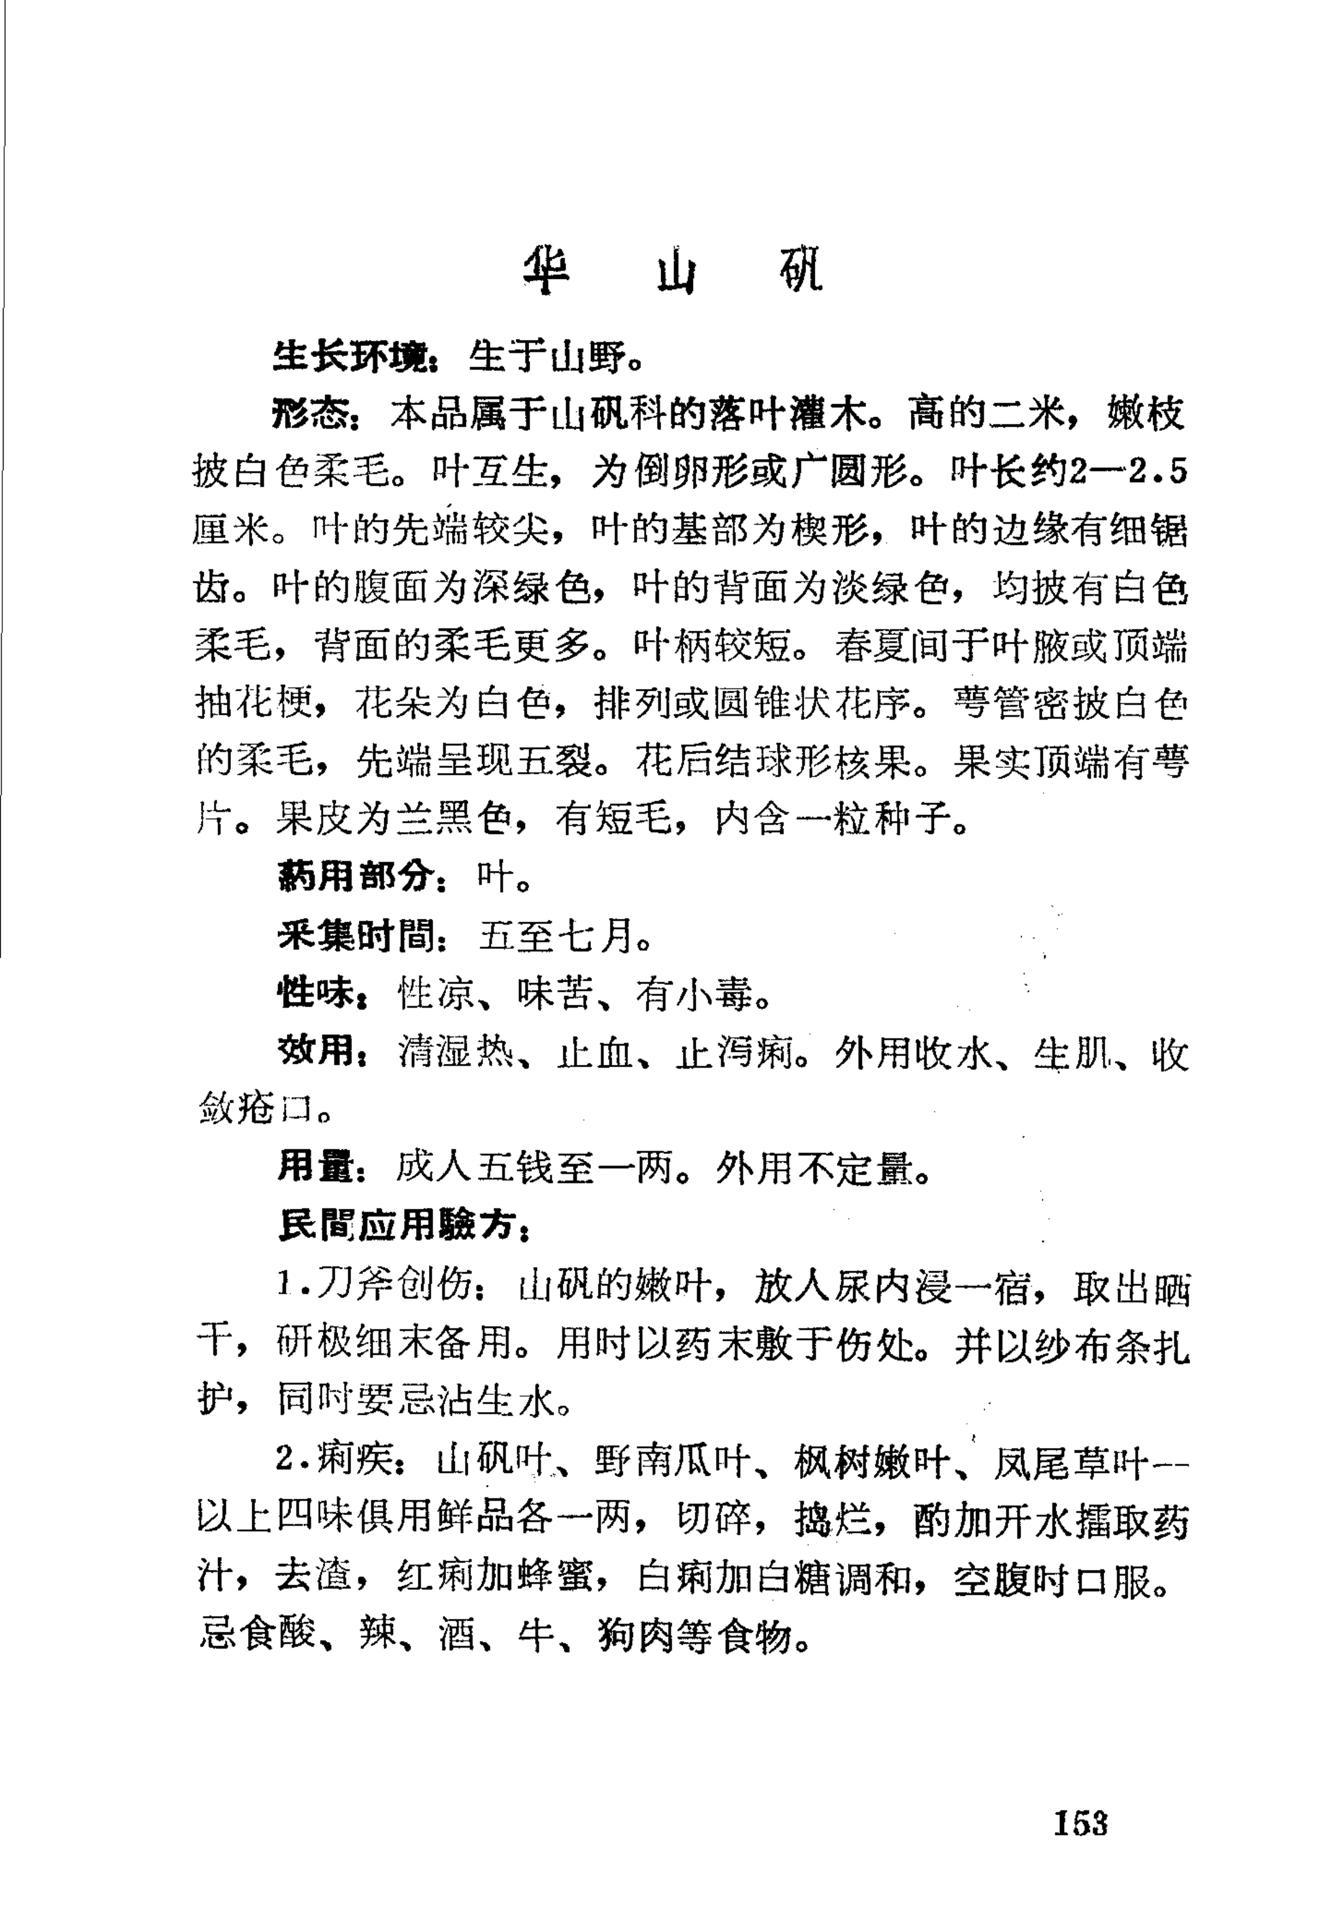 华山矾
生长环境：生于山野。
形态：本品属于山矾科的落叶灌木。高的二米，嫩枝
披白色柔毛。叶互生，为倒卵形或广圆形。叶长约2—2.5
厘米。叶的先端较尖，叶的基部为楔形，叶的边缘有细锯
齿。叶的腹面为深绿色，叶的背面为淡绿色，均披有白色
柔毛，背面的柔毛更多。叶柄较短。春夏间于叶腋或顶端
抽花梗，花朵为白色，排列或圆锥状花序。萼管密披白色
的柔毛，先端呈现五裂。花后结球形核果。果实顶端有萼
片。果皮为兰黑色，有短毛，内含一粒种子。
葯用部分：叶。
采集时間：五至七月。
性味：性凉、味苦、有小毒。
效用：清湿热、止血、止泻痢。外用收水、生肌、收
敛疮口。
用量：成人五钱至一两。外用不定量。
民間应用驗方：
1.刀斧创伤：山矾的嫩叶，放人尿内浸一宿，取出晒
干，研极细末备用。用时以药末敷于伤处。并以纱布条扎
护，同时要忌沾生水。
2.痢疾：山矾叶、野南瓜叶、枫树嫩叶、凤尾草叶—
以上四味俱用鲜品各一两，切碎，捣烂，酌加开水擂取药
汁，去渣，红痢加蜂蜜，白痢加白糖调和，空腹时口服。
忌食酸、辣、酒、牛、狗肉等食物。
153